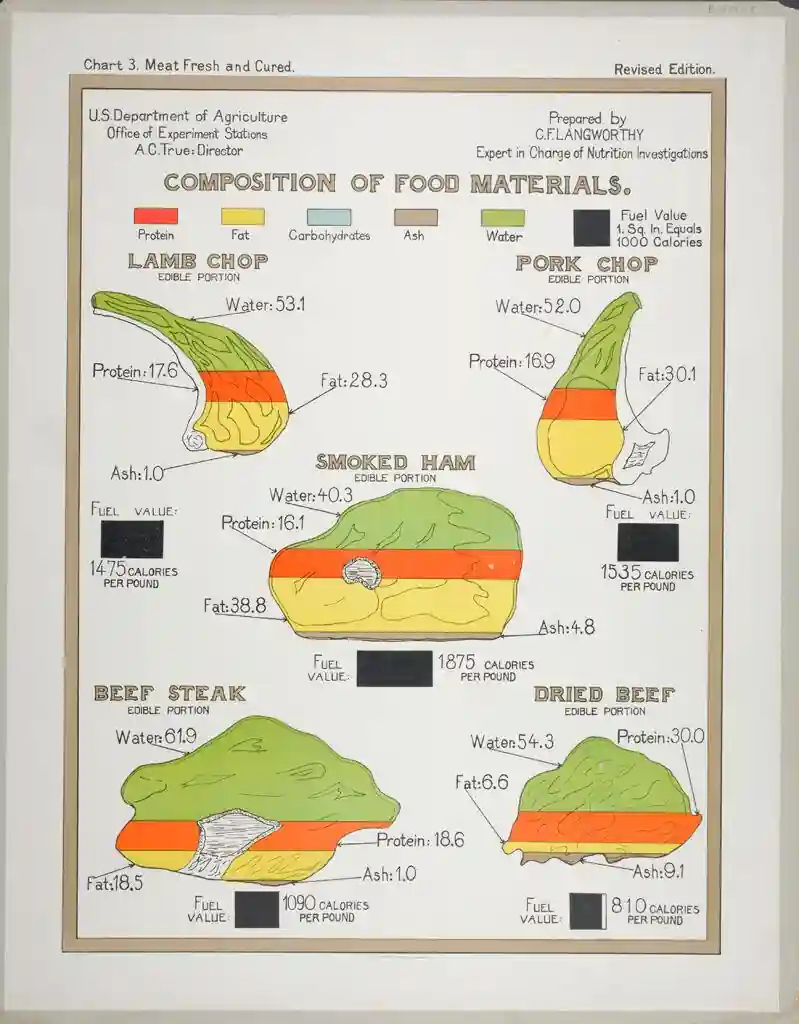 Chart 3. Meat Fresh and Cured.
Revised Edition.
U.S. Department of Agriculture
Office of Experiment Stations
A.C. True: Director
Prepared by
C.F. LANGWORTHY
Expert in Charge of Nutrition Investigations
COMPOSITION OF FOOD MATERIALS.
Protein
Fat
Carbohydrates
Ash
Water
Fuel Value
1. Sq. In. Equals
1000 Calories
LAMB CHOP
EDIBLE PORTION
Water: 53.1
Protein: 17.6
Fat: 28.3
Ash: 1.0
FUEL VALUE:
1475 CALORIES
PER POUND
PORK CHOP
EDIBLE PORTION
Water: 52.0
Protein: 16.9
Fat: 30.1
Ash: 1.0
FUEL VALUE:
1535 CALORIES
PER POUND
SMOKED HAM
EDIBLE PORTION
Water: 40.3
Protein: 16.1
Fat: 38.8
Ash: 4.8
FUEL
VALUE:
1875 CALORIES
PER POUND
BEEF STEAK
EDIBLE PORTION
Water: 61.9
Protein: 18.6
Fat: 18.5
Ash: 1.0
FUEL
VALUE:
1090 CALORIES
PER POUND
DRIED BEEF
EDIBLE PORTION
Water: 54.3
Protein: 30.0
Fat: 6.6
Ash: 9.1
FUEL
VALUE:
810 CALORIES
PER POUND